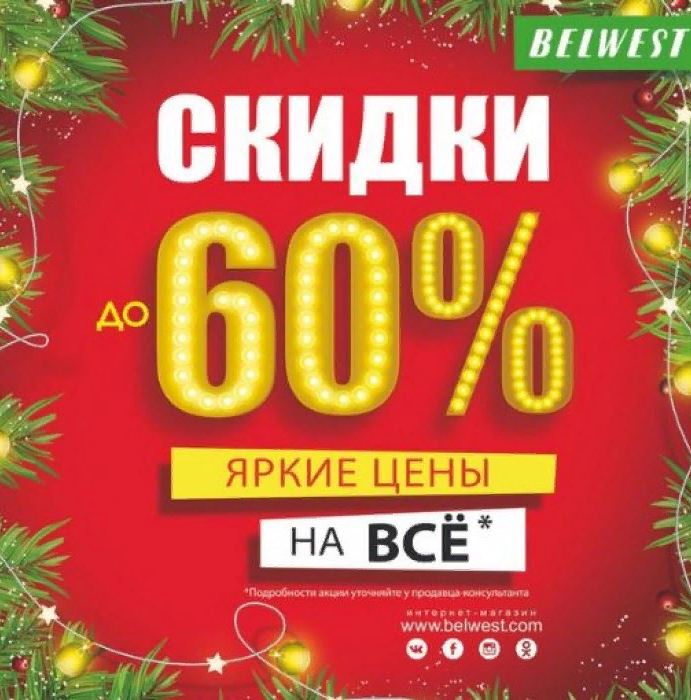 BELWEST
СКИДКИ
ДО 60%
ЯРКИЕ ЦЕНЫ
НА ВСЁ*
*Подробности акции уточняйте у продавца-консультанта
интернет-магазин
www.belwest.com